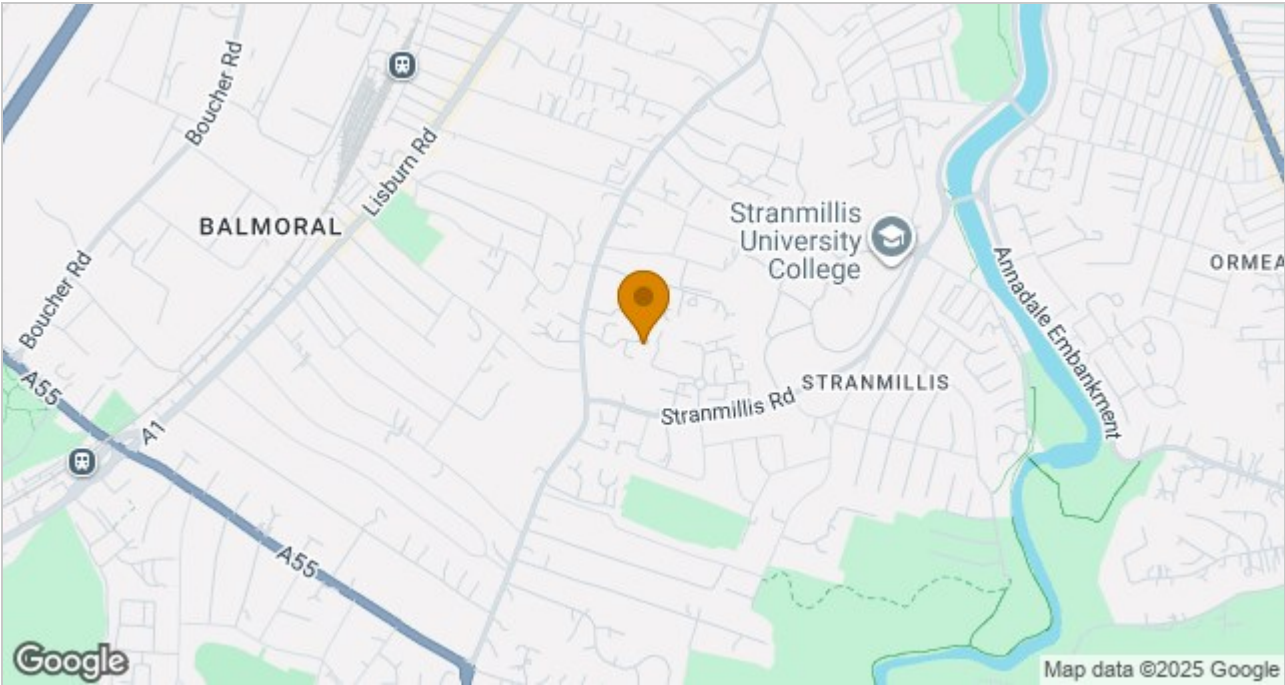 Boucher Rd
Lisburn Rd
BALMORAL
Stranmillis
University
College
ORMEA
Annadale Embankment
Boucher Rd
A55
STRANMILLIS
Stranmillis Rd
A1
A55
Google
Map data ©2025 Google